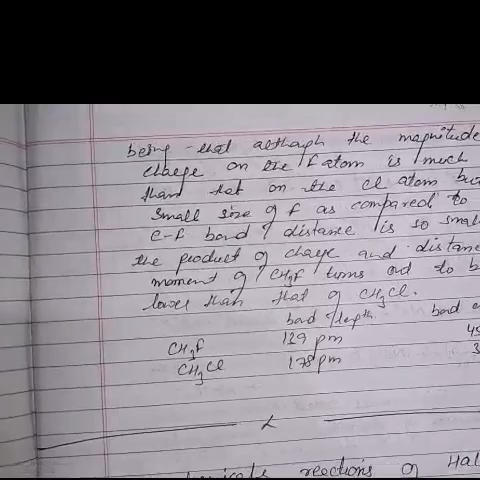 being that although the magnitude
charge on the F atom is much
than that on the Cl atom but
small size of F as compared to
C-F bond distance is so small
the product of charge and distance
moment of CH3F turns out to be
lower than that of CH3Cl.
bond length. bond e
CH3F 139 pm 45
CH3Cl 178 pm 3
reactions of Hal